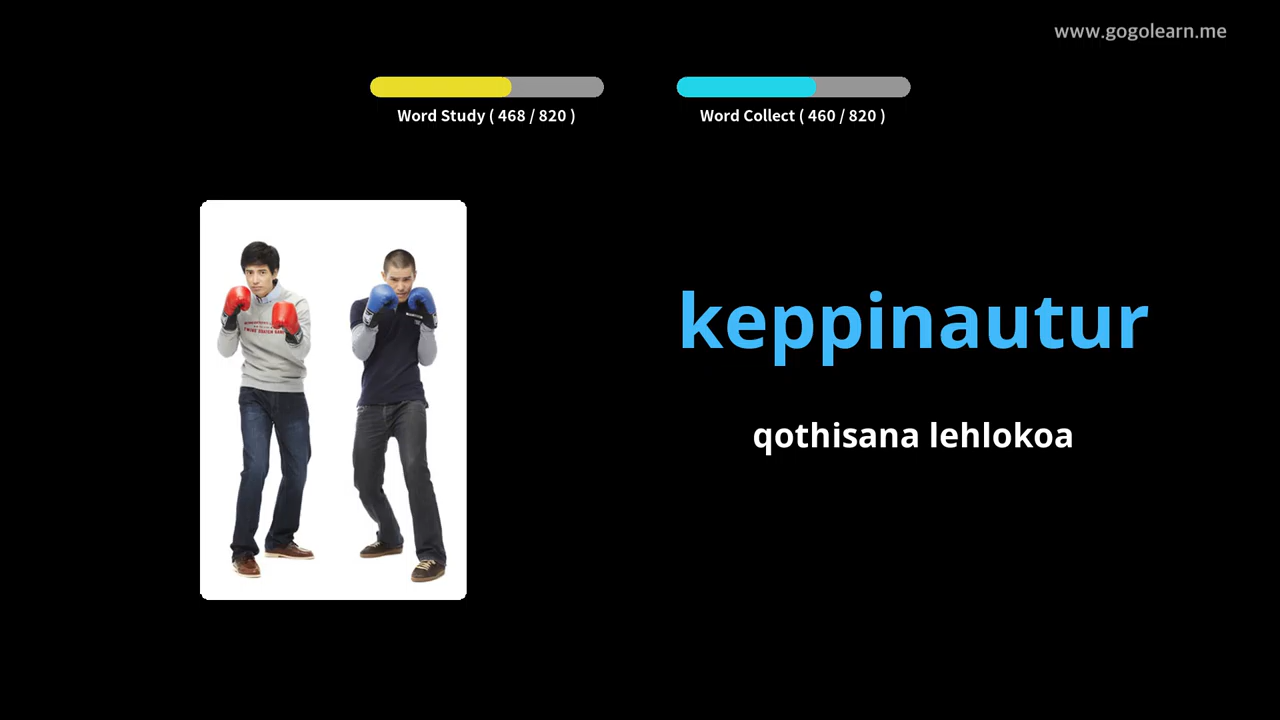 www.gogolearn.me
Word Study ( 468 / 820 )
Word Collect ( 460 / 820 )
keppinautur
qothisana lehlokoa